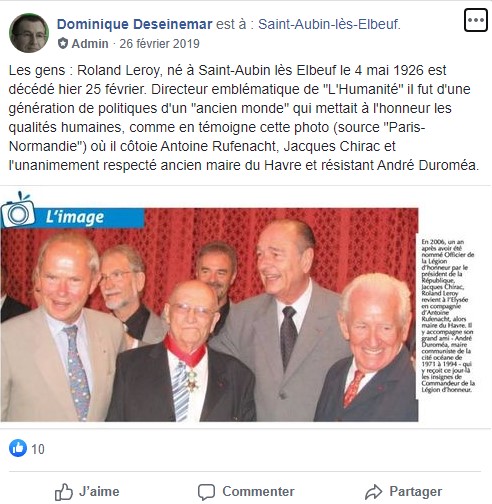 Dominique Deseinemar est à : Saint-Aubin-lès-Elbeuf.
Admin · 26 février 2019
Les gens : Roland Leroy, né à Saint-Aubin lès Elbeuf le 4 mai 1926 est
décédé hier 25 février. Directeur emblématique de "L'Humanité" il fut d'une
génération de politiques d'un "ancien monde" qui mettait à l'honneur les
qualités humaines, comme en témoigne cette photo (source "Paris-
Normandie") où il côtoie Antoine Rufenacht, Jacques Chirac et
l'unanimement respecté ancien maire du Havre et résistant André Duroméa.
L'image
En 2006, un an
après avoir été
nommé Officier de
la Légion
d'honneur par le
président de la
République,
Jacques Chirac,
Roland Leroy
revient à l'Elysée
en compagnie
d'Antoine
Rufenacht, alors
maire du Havre. Il
y accompagne son
grand ami - André
Duroméa, maire
communiste de la
cité océane de
1971 à 1994 - qui
y reçoit ce jour-là
les insignes de
Commandeur de la
Légion d'honneur.
10
J'aime
Commenter
Partager